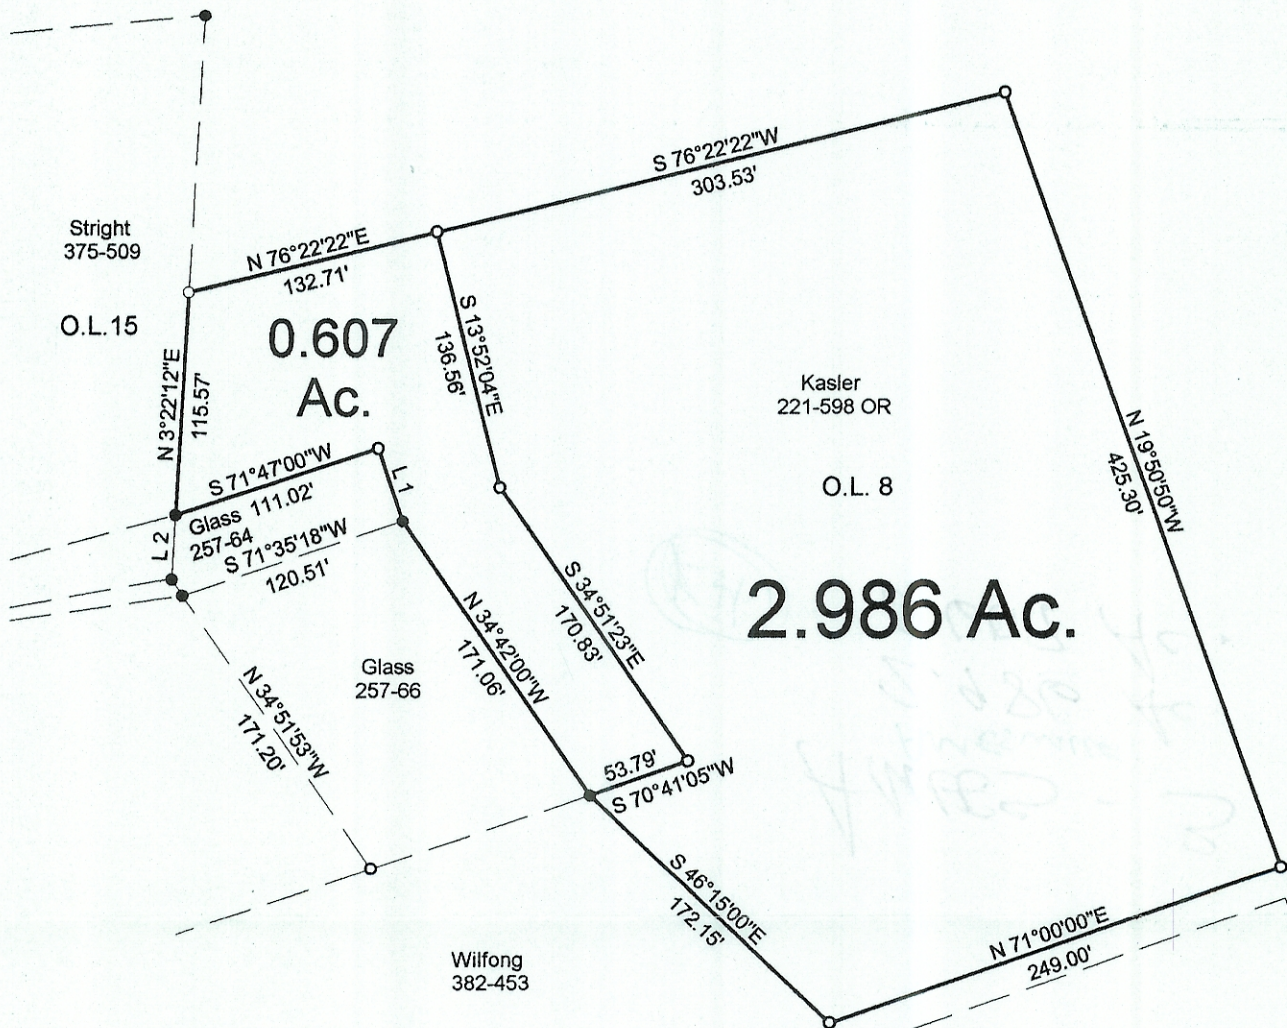 S 76°22'22"W
303.53'
Stright
375-509
N 76°22'22"E
132.71'
O.L.15
0.607
Ac.
S 13°52'04"E
136.56'
N 3°22'12"E
115.57'
Kasler
221-598 OR
O.L. 8
N 19°50'50"W
425.30'
S 71°47'00"W
111.02'
L 1
Glass
257-64
L 2
S 71°35'18"W
120.51'
2.986 Ac.
S 34°51'23"E
170.83'
N 34°42'00"W
171.06'
Glass
257-66
N 34°51'53"W
171.20'
53.79'
S 70°41'05"W
S 46°15'00"E
172.15'
N 71°00'00"E
249.00'
Wilfong
382-453